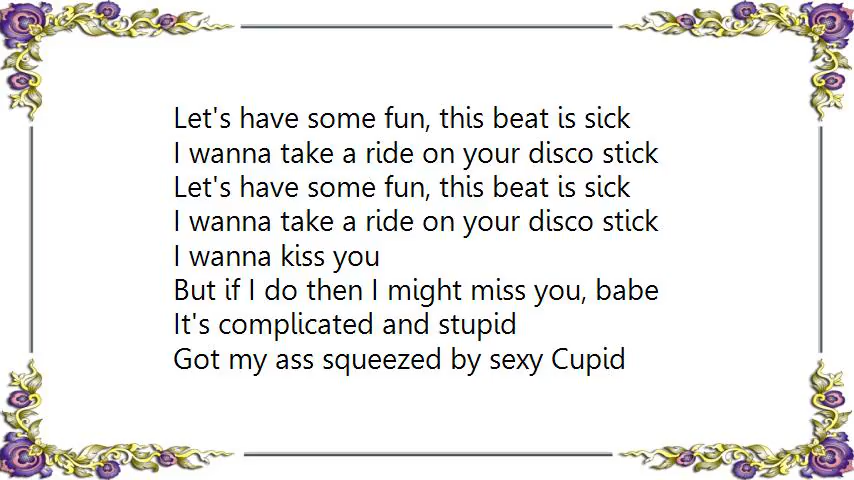 Let's have some fun, this beat is sick
I wanna take a ride on your disco stick
Let's have some fun, this beat is sick
I wanna take a ride on your disco stick
I wanna kiss you
But if I do then I might miss you, babe
It's complicated and stupid
Got my ass squeezed by sexy Cupid